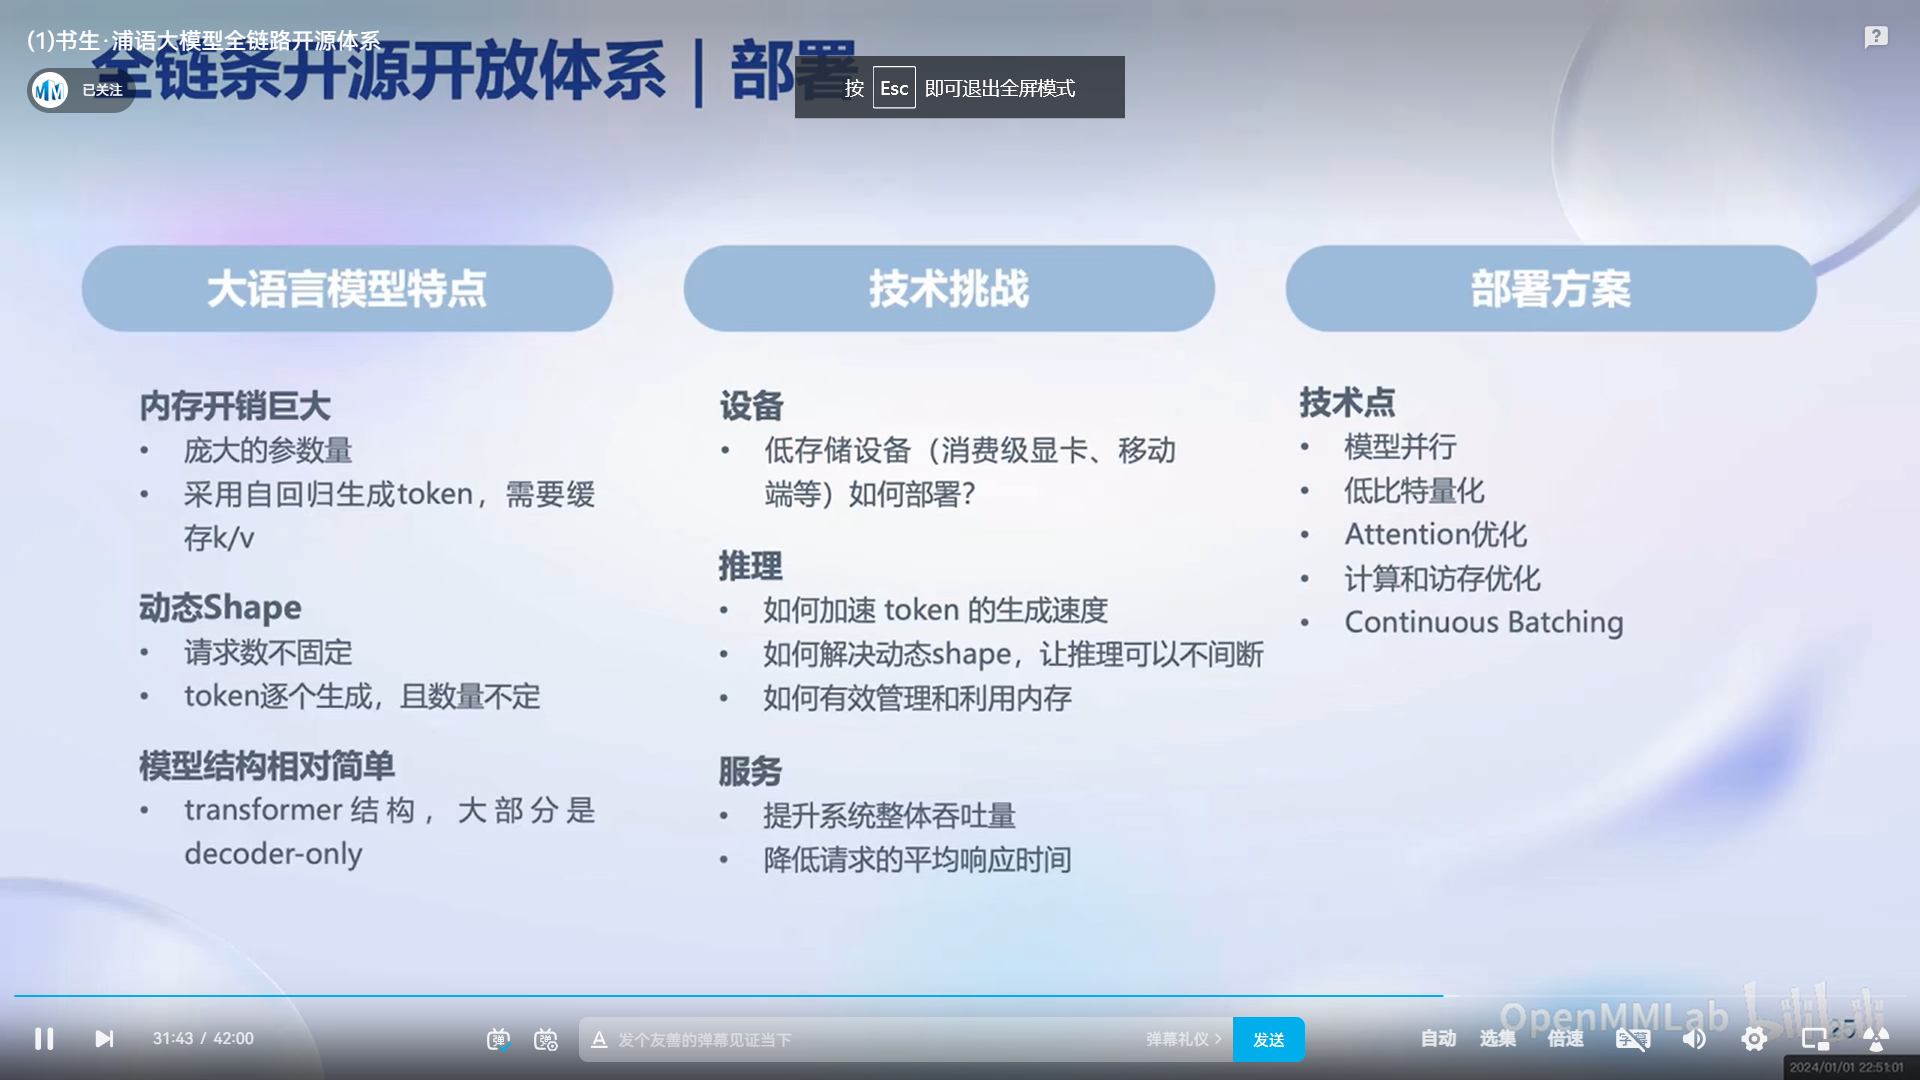 (1)书生·浦语大模型全链路开源体系
全链条开源开放体系｜部署
已关注
按 Esc 即可退出全屏模式
大语言模型特点
内存开销巨大
• 庞大的参数量
• 采用自回归生成token，需要缓
存k/v
动态Shape
• 请求数不固定
• token逐个生成，且数量不定
模型结构相对简单
• transformer 结构，大部分是
decoder-only
技术挑战
设备
• 低存储设备（消费级显卡、移动
端等）如何部署？
推理
• 如何加速 token 的生成速度
• 如何解决动态shape，让推理可以不间断
• 如何有效管理和利用内存
服务
• 提升系统整体吞吐量
• 降低请求的平均响应时间
部署方案
技术点
• 模型并行
• 低比特量化
• Attention优化
• 计算和访存优化
• Continuous Batching
OpenMMLab bilibili
25
31:43 / 42:00
弹
弹
A 发个友善的弹幕见证当下
弹幕礼仪 >
发送
自动
选集
倍速
字幕
2024/01/01 22:51:01